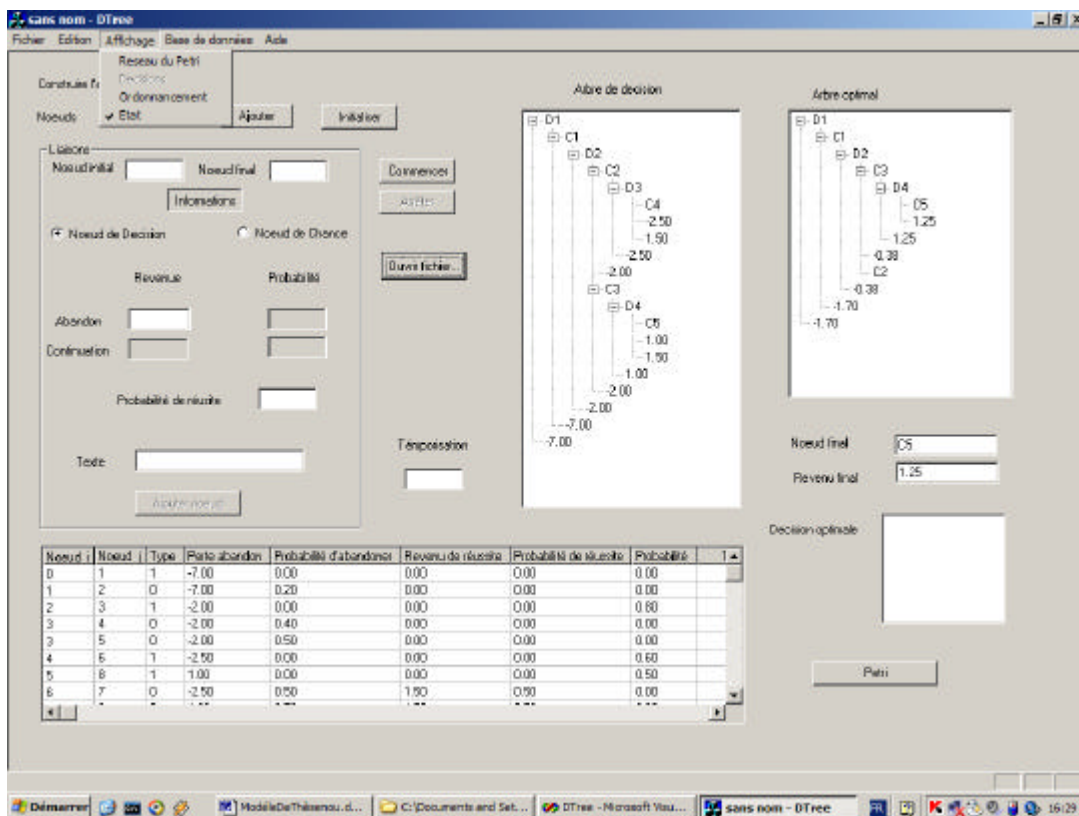 sans nom - DTree
Fichier Edition Affichage Base de données Aide
Reseau du Petri
Decisions
Ordonnancement
Etat
Construire l'a
Noeuds
Ajouter
Initialiser
Liaisons
Noeud initial
Noeud final
Informations
Noeud de Decision
Noeud de Chance
Revenue
Probabilité
Abandon
Continuation
Probabilité de réusite
Texte
Commencer
Arrêter
Ouvrir fichier...
Témporisation
Arbre de decision
D1
C1
D2
C2
D3
C4
-2.50
1.50
-2.50
-2.00
C3
D4
C5
1.00
1.50
1.00
-2.00
-2.00
-7.00
-7.00
Arbre optimal
D1
C1
D2
C3
D4
C5
1.25
1.25
-0.38
C2
-0.38
-1.70
-1.70
Noeud final C5
Revenu final 1.25
Decision optimale
Petri
Noeud i Noeud Type Perte abandon Probabilité d'abandoner Revenu de réussite Probabilité de réussite Probabilité
0 1 1 -7.00 0.00 0.00 0.00 0.00
1 2 0 -7.00 0.20 0.00 0.00 0.00
2 3 1 -2.00 0.00 0.00 0.00 0.80
3 4 0 -2.00 0.40 0.00 0.00 0.00
3 5 0 -2.00 0.50 0.00 0.00 0.00
4 6 1 -2.50 0.00 0.00 0.00 0.60
5 8 1 1.00 0.00 0.00 0.00 0.50
6 7 0 -2.50 0.50 1.50 0.50 0.00
Démarrer
ModèleDeThèsenou.d...
C:\Documents and Set...
DTree - Microsoft Visu...
sans nom - DTree
FR
16:29